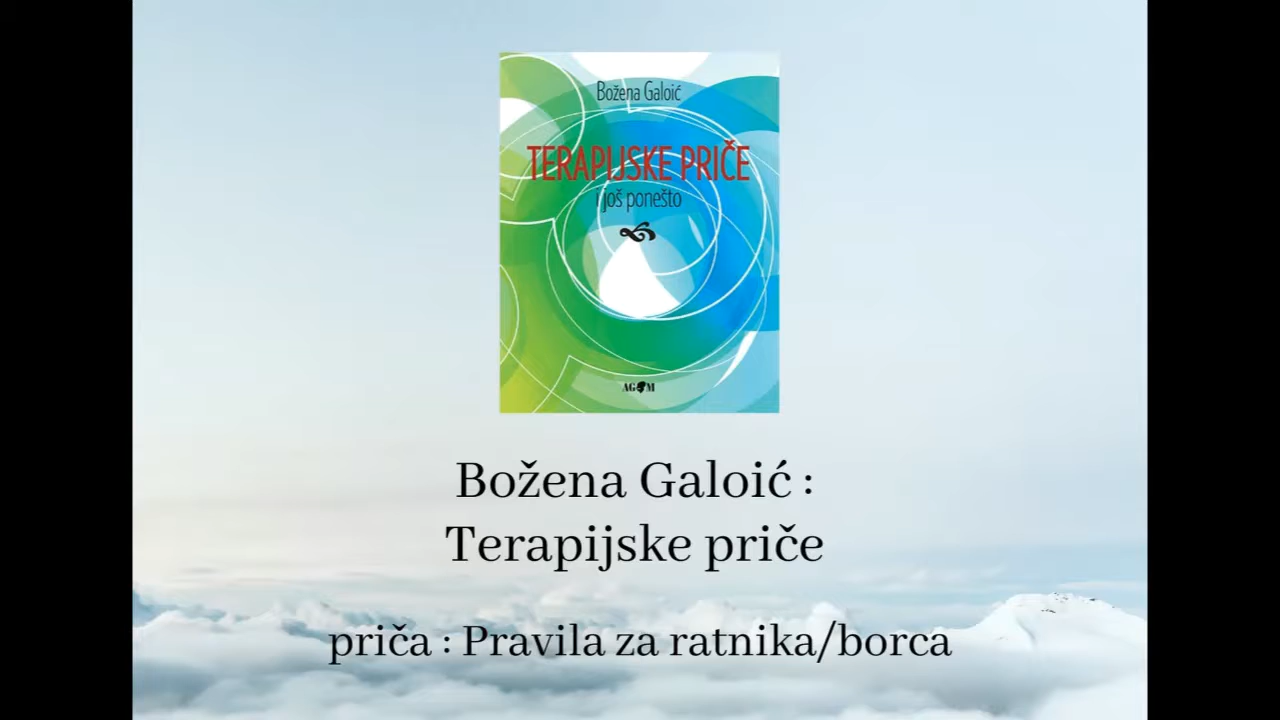 Božena Galoić
TERAPIJSKE PRIČE
i još ponešto
AGM
Božena Galoić :
Terapijske priče
priča : Pravila za ratnika/borca